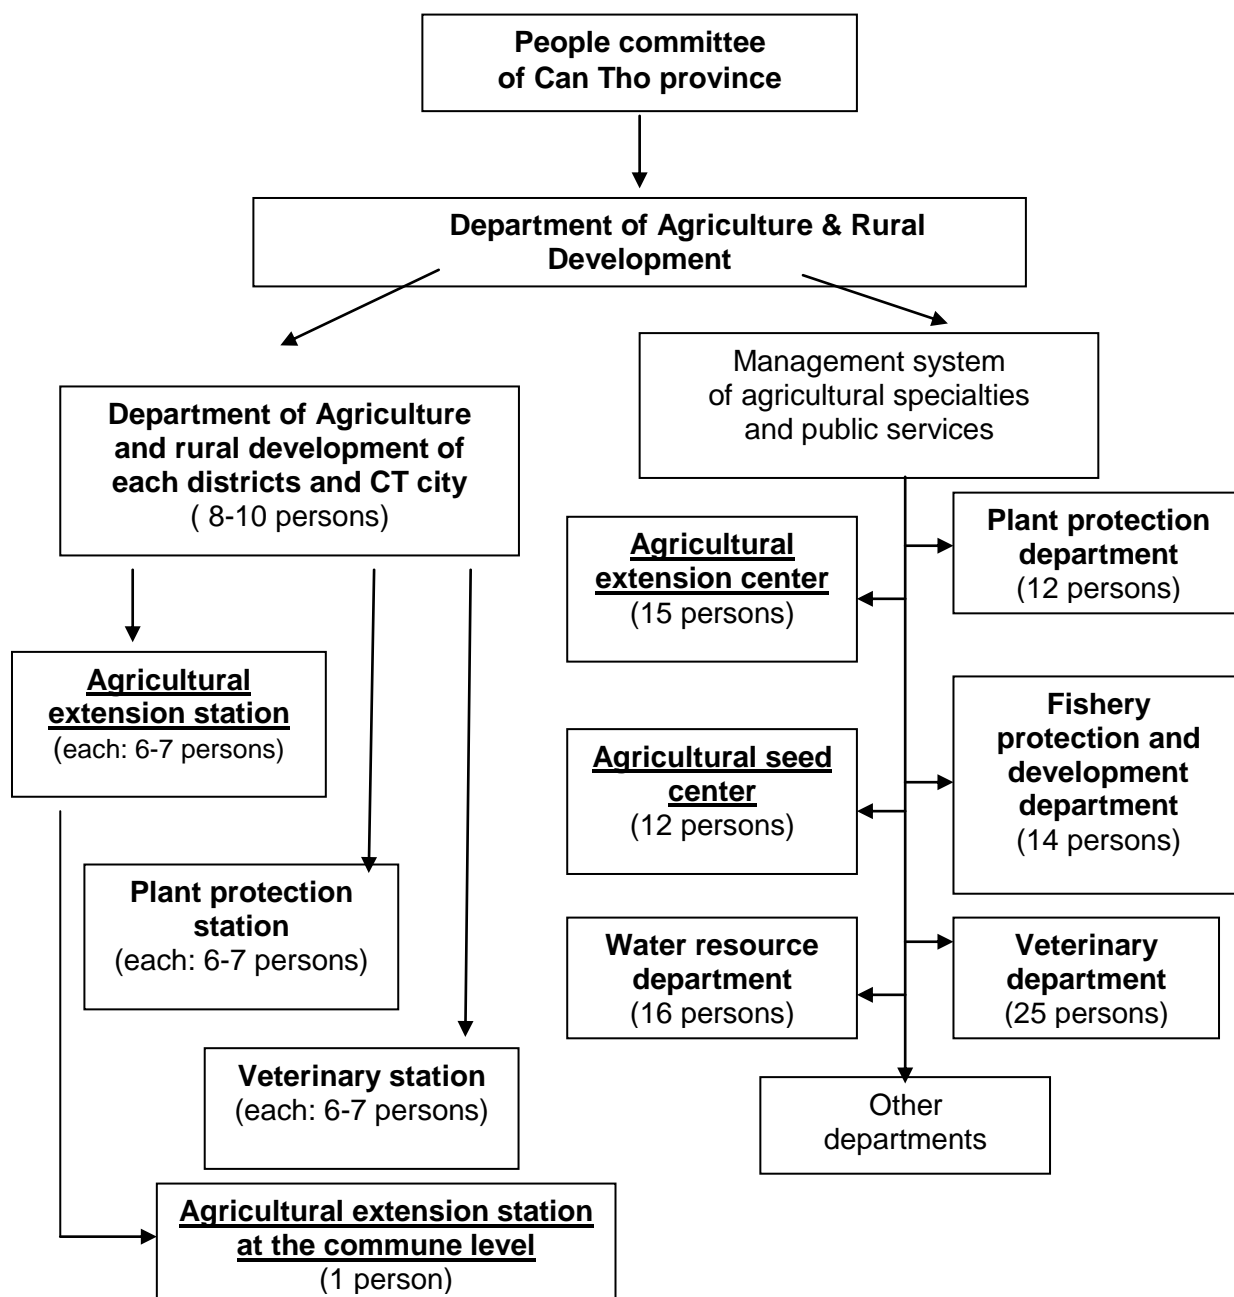 People committee
of Can Tho province
Department of Agriculture & Rural
Development
Management system
of agricultural specialties
and public services
Department of Agriculture
and rural development of
each districts and CT city
( 8-10 persons)
Agricultural
extension center
(15 persons)
Plant protection
department
(12 persons)
Agricultural
extension station
(each: 6-7 persons)
Agricultural seed
center
(12 persons)
Fishery
protection and
development
department
(14 persons)
Plant protection
station
(each: 6-7 persons)
Water resource
department
(16 persons)
Veterinary
department
(25 persons)
Veterinary station
(each: 6-7 persons)
Other
departments
Agricultural extension station
at the commune level
(1 person)